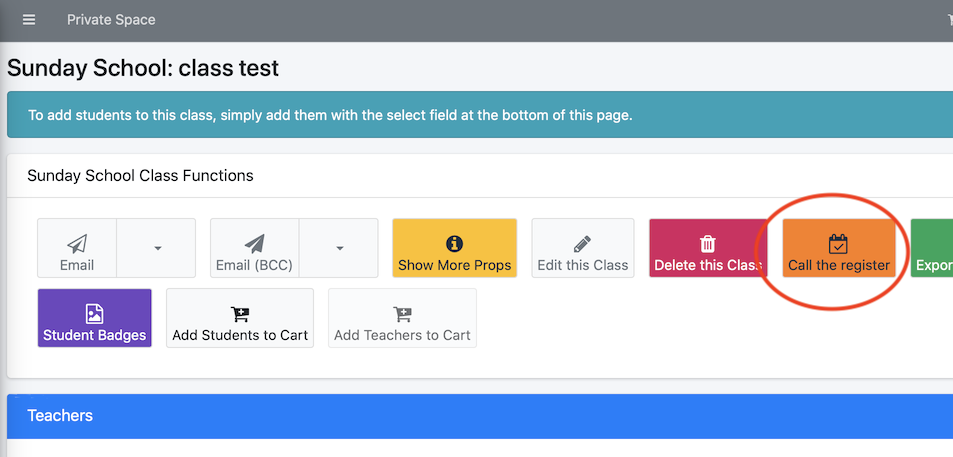 Private Space
Sunday School: class test
To add students to this class, simply add them with the select field at the bottom of this page.
Sunday School Class Functions
Email
Email (BCC)
Show More Props
Edit this Class
Delete this Class
Call the register
Expor
Student Badges
Add Students to Cart
Add Teachers to Cart
Teachers